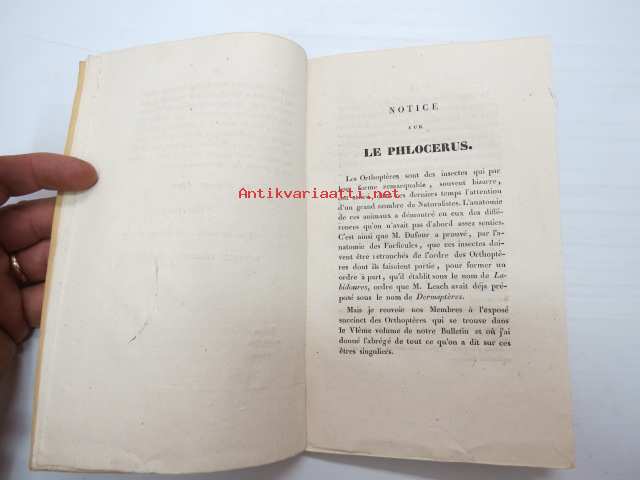 NOTICE
SUR
LE PHLOCERUS.
Les Orthoptères sont des insectes qui par
leur forme remarquable, souvent bizarre,
ont dans ces derniers temps l'attention
d'un grand nombre de Naturalistes. L'anatomie
de ces animaux a démontré en eux des diffé-
rences qu'on n'avait pas d'abord assez senties.
C'est ainsi que M. Dufour a prouvé, par l'a-
natomie des Forficules, que ces insectes doi-
vent être retranchés de l'ordre des Orthoptè-
res dont ils faisoient partie, pour former un
ordre à part, qu'il établit sous le nom de La-
bidoures, ordre que M. Leach avait déjà pro-
posé sous le nom de Dermaptères.
Mais je renvoie nos Membres à l'exposé
succinct des Orthoptères qui se trouve dans
le VIème volume de notre Bulletin et où j'ai
donné l'abrégé de tout ce qu'on a dit sur ces
êtres singuliers.
Antikvariaatti.net